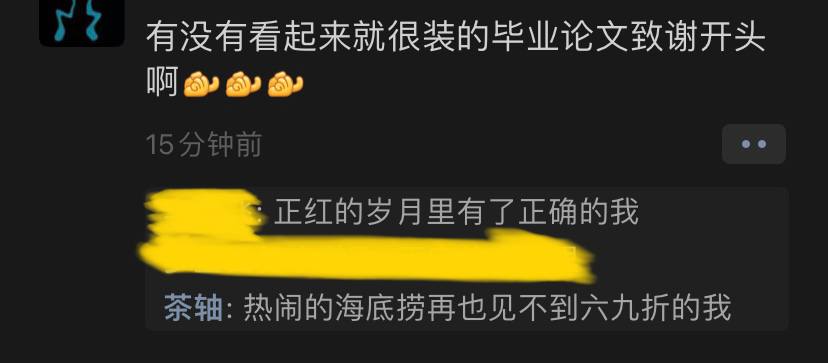 有没有看起来就很装的毕业论文致谢开头
啊
15分钟前
: 正红的岁月里有了正确的我
茶轴: 热闹的海底捞再也见不到六九折的我